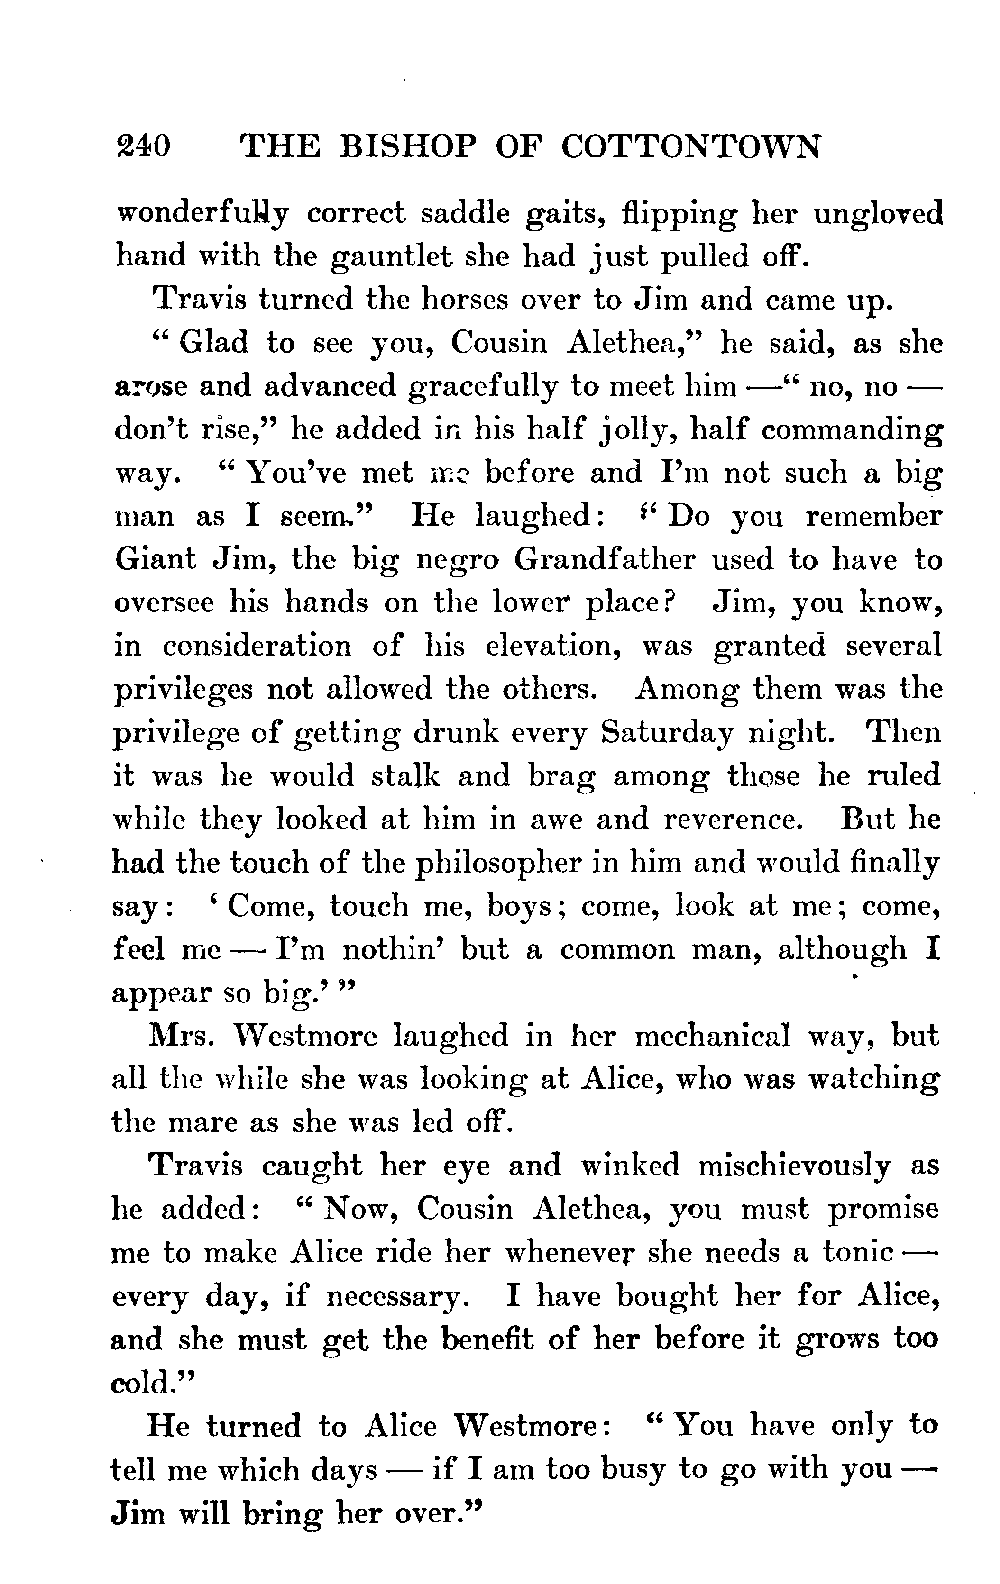 240 THE BISHOP OF COTTONTOWN
wonderfully correct saddle gaits, flipping her ungloved
hand with the gauntlet she had just pulled off.
Travis turned the horses over to Jim and came up.
“ Glad to see you, Cousin Alethea,” he said, as she
arose and advanced gracefully to meet him —“ no, no —
don’t rise,” he added in his half jolly, half commanding
way. “ You’ve met me before and I’m not such a big
man as I seem.” He laughed: “ Do you remember
Giant Jim, the big negro Grandfather used to have to
oversee his hands on the lower place? Jim, you know,
in consideration of his elevation, was granted several
privileges not allowed the others. Among them was the
privilege of getting drunk every Saturday night. Then
it was he would stalk and brag among those he ruled
while they looked at him in awe and reverence. But he
had the touch of the philosopher in him and would finally
say: ‘ Come, touch me, boys; come, look at me; come,
feel me — I’m nothin’ but a common man, although I
appear so big.’ ”
Mrs. Westmore laughed in her mechanical way, but
all the while she was looking at Alice, who was watching
the mare as she was led off.
Travis caught her eye and winked mischievously as
he added: “ Now, Cousin Alethea, you must promise
me to make Alice ride her whenever she needs a tonic —
every day, if necessary. I have bought her for Alice,
and she must get the benefit of her before it grows too
cold.”
He turned to Alice Westmore: “ You have only to
tell me which days — if I am too busy to go with you —
Jim will bring her over.”